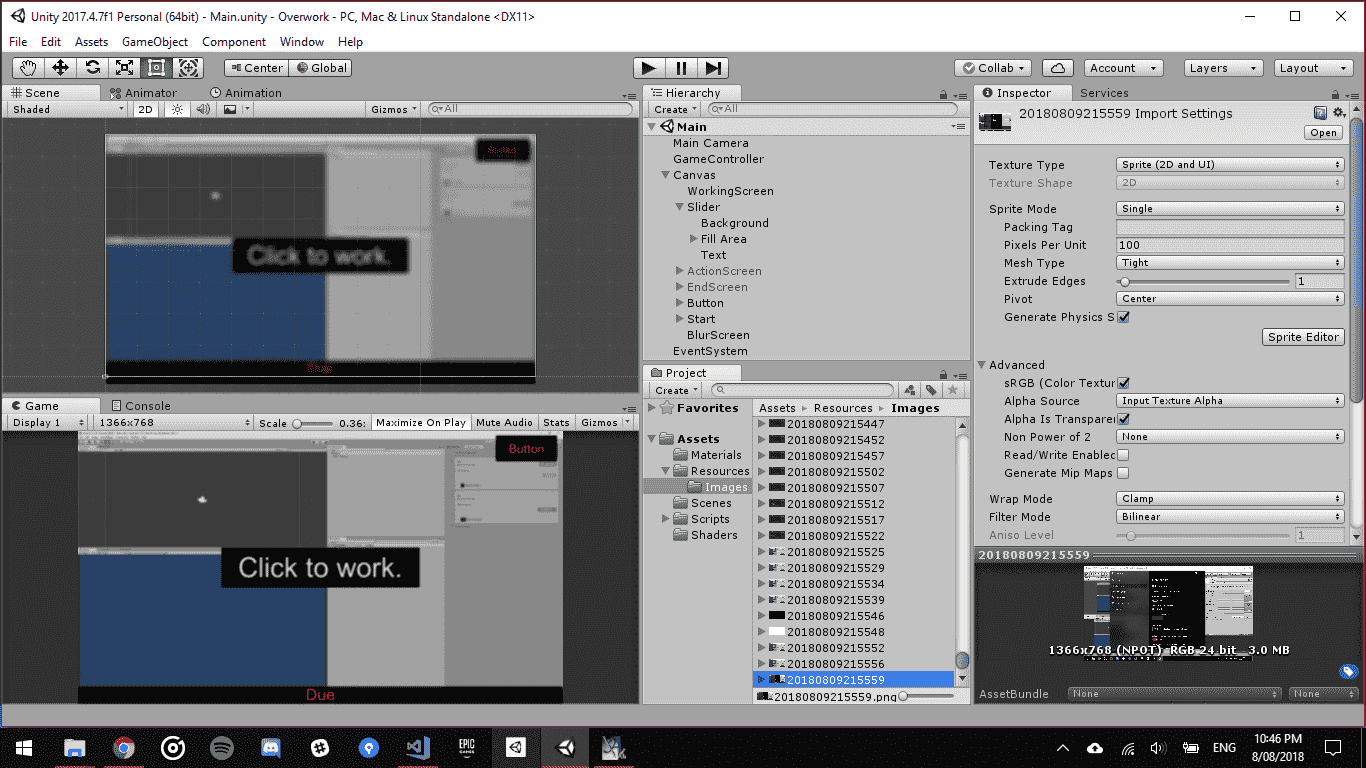 Unity 2017.4.7f1 Personal (64bit) - Main.unity - Overwork - PC, Mac & Linux Standalone <DX11>
File Edit Assets GameObject Component Window Help
Center Global
Collab Account Layers Layout
Scene Animator Animation
Shaded 2D Gizmos All
Click to work.
Game Console
Display 1 1366x768 Scale 0.36: Maximize On Play Mute Audio Stats Gizmos
Button
Click to work.
Due
Hierarchy
Create All
Main
Main Camera
GameController
Canvas
WorkingScreen
Slider
Background
Fill Area
Text
ActionScreen
EndScreen
Button
Start
BlurScreen
EventSystem
Project
Create
Favorites
Assets
Materials
Resources
Images
Scenes
Scripts
Shaders
Assets Resources Images
20180809215447
20180809215452
20180809215457
20180809215502
20180809215507
20180809215512
20180809215517
20180809215522
20180809215525
20180809215529
20180809215534
20180809215539
20180809215546
20180809215548
20180809215552
20180809215556
20180809215559
20180809215559.png
Inspector Services
20180809215559 Import Settings
Open
Texture Type Sprite (2D and UI)
Texture Shape 2D
Sprite Mode Single
Packing Tag
Pixels Per Unit 100
Mesh Type Tight
Extrude Edges 1
Pivot Center
Generate Physics S
Sprite Editor
Advanced
sRGB (Color Textur
Alpha Source Input Texture Alpha
Alpha Is Transparer
Non Power of 2 None
Read/Write Enablec
Generate Mip Maps
Wrap Mode Clamp
Filter Mode Bilinear
Aniso Level 1
20180809215559
1366x768 (NPOT) RGB 24 bit 3.0 MB
AssetBundle None None
EPIC GAMES
ENG
10:46 PM
8/08/2018